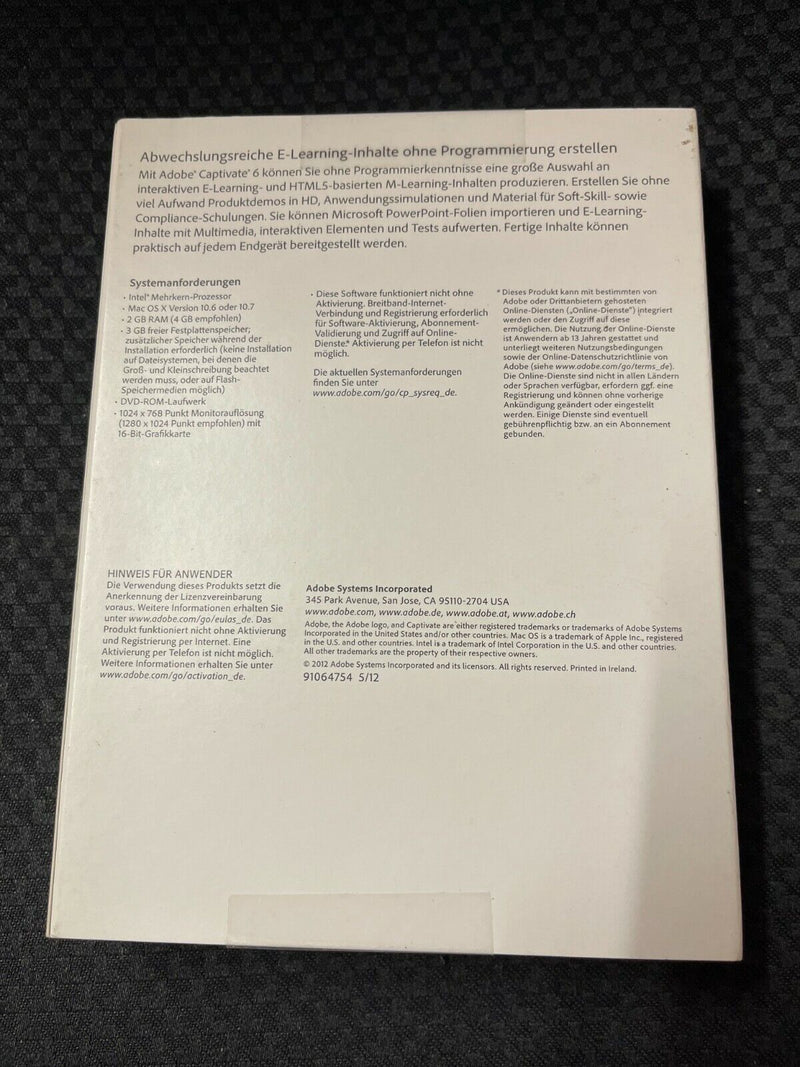 Abwechslungsreiche E-Learning-Inhalte ohne Programmierung erstellen
Mit Adobe® Captivate® 6 können Sie ohne Programmierkenntnisse eine große Auswahl an
interaktiven E-Learning- und HTML5-basierten M-Learning-Inhalten produzieren. Erstellen Sie ohne
viel Aufwand Produktdemos in HD, Anwendungssimulationen und Material für Soft-Skill- sowie
Compliance-Schulungen. Sie können Microsoft PowerPoint-Folien importieren und E-Learning-
Inhalte mit Multimedia, interaktiven Elementen und Tests aufwerten. Fertige Inhalte können
praktisch auf jedem Endgerät bereitgestellt werden.
Systemanforderungen
· Intel® Mehrkern-Prozessor
· Mac OS X Version 10.6 oder 10.7
· 2 GB RAM (4 GB empfohlen)
· 3 GB freier Festplattenspeicher;
zusätzlicher Speicher während der
Installation erforderlich (keine Installation
auf Dateisystemen, bei denen die
Groß- und Kleinschreibung beachtet
werden muss, oder auf Flash-
Speichermedien möglich)
· DVD-ROM-Laufwerk
· 1024 x 768 Punkt Monitorauflösung
(1280 x 1024 Punkt empfohlen) mit
16-Bit-Grafikkarte
· Diese Software funktioniert nicht ohne
Aktivierung. Breitband-Internet-
Verbindung und Registrierung erforderlich
für Software-Aktivierung, Abonnement-
Validierung und Zugriff auf Online-
Dienste.* Aktivierung per Telefon ist nicht
möglich.
Die aktuellen Systemanforderungen
finden Sie unter
www.adobe.com/go/cp_sysreq_de.
* Dieses Produkt kann mit bestimmten von
Adobe oder Drittanbietern gehosteten
Online-Diensten („Online-Dienste") integriert
werden oder den Zugriff auf diese
ermöglichen. Die Nutzung der Online-Dienste
ist Anwendern ab 13 Jahren gestattet und
unterliegt weiteren Nutzungsbedingungen
sowie der Online-Datenschutzrichtlinie von
Adobe (siehe www.adobe.com/go/terms_de).
Die Online-Dienste sind nicht in allen Ländern
oder Sprachen verfügbar, erfordern ggf. eine
Registrierung und können ohne vorherige
Ankündigung geändert oder eingestellt
werden. Einige Dienste sind eventuell
gebührenpflichtig bzw. an ein Abonnement
gebunden.
HINWEIS FÜR ANWENDER
Die Verwendung dieses Produkts setzt die
Anerkennung der Lizenzvereinbarung
voraus. Weitere Informationen erhalten Sie
unter www.adobe.com/go/eulas_de. Das
Produkt funktioniert nicht ohne Aktivierung
und Registrierung per Internet. Eine
Aktivierung per Telefon ist nicht möglich.
Weitere Informationen erhalten Sie unter
www.adobe.com/go/activation_de.
Adobe Systems Incorporated
345 Park Avenue, San Jose, CA 95110-2704 USA
www.adobe.com, www.adobe.de, www.adobe.at, www.adobe.ch
Adobe, the Adobe logo, and Captivate are either registered trademarks or trademarks of Adobe Systems
Incorporated in the United States and/or other countries. Mac OS is a trademark of Apple Inc., registered
in the U.S. and other countries. Intel is a trademark of Intel Corporation in the U.S. and other countries.
All other trademarks are the property of their respective owners.
© 2012 Adobe Systems Incorporated and its licensors. All rights reserved. Printed in Ireland.
91064754 5/12